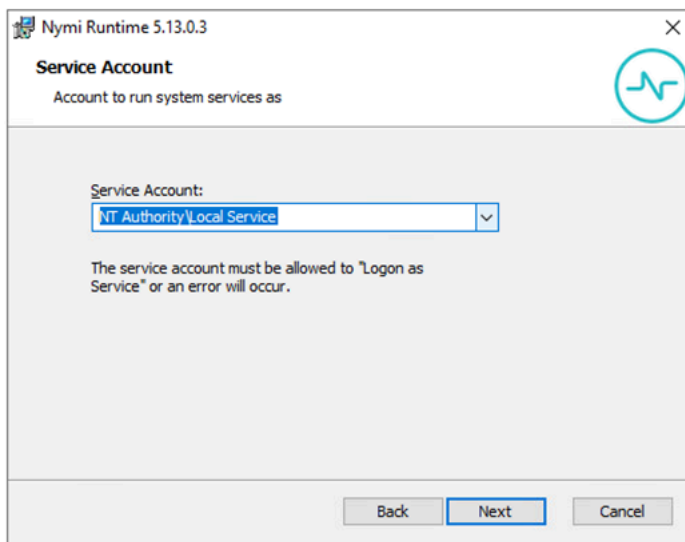 Nymi Runtime 5.13.0.3
Service Account
Account to run system services as
Service Account:
NT Authority\Local Service
The service account must be allowed to "Logon as
Service" or an error will occur.
Back
Next
Cancel